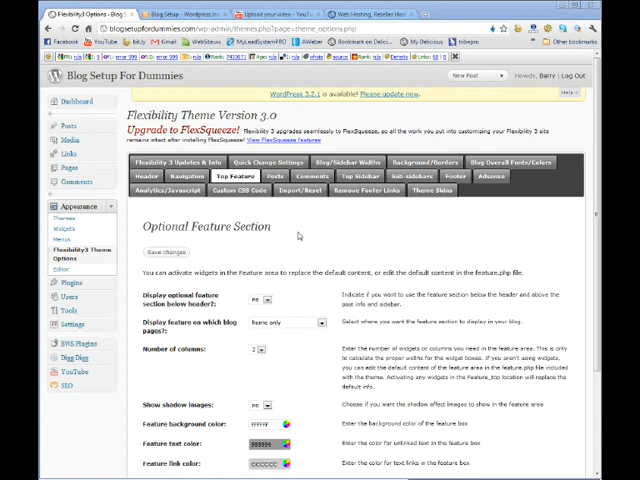 Flexibility3 Options - Blog S
Blog Setup - Wordpress In
Upload your video - YouTub
Web Hosting, Reseller Host
blogsetupfordummies.com/wp-admin/themes.php?page=theme_options.php
Facebook YouTube bit.ly Gmail WebSitews MyLeadSystemPRO AWeber Bookmark on Delici... My Delicious tribepro Other bookmarks
Blog Setup For Dummies
New Post
Howdy, Barry | Log Out
WordPress 3.2.1 is available! Please update now.
Help
Dashboard
Posts
Media
Links
Pages
Comments
Appearance
Themes
Widgets
Menus
Flexibility3 Theme
Options
Editor
Plugins
Users
Tools
Settings
BWS Plugins
Digg Digg
YouTube
SEO
Flexibility Theme Version 3.0
Upgrade to FlexSqueeze! Flexibility 3 upgrades seamlessly to FlexSqueeze, so all the work you put into customizing your Flexibility 3 site
remains intact after installing FlexSqueeze. View FlexSqueeze features
Flexibility 3 Updates & Info Quick Change Settings Blog/Sidebar Widths Background/Borders Blog Overall Fonts/Colors
Header Navigation Top Feature Posts Comments Top Sidebar Sub-sidebars Footer Adsense
Analytics/Javascript Custom CSS Code Import/Reset Remove Footer Links Theme Skins
Optional Feature Section
Save changes
You can activate widgets in the Feature area to replace the default content, or edit the default content in the feature.php file.
Display optional feature
section below header?:
no
Indicate if you want to use the feature section below the header and above the
post info and sidebar.
Display feature on which blog
pages?:
home only
Select where you want the feature section to display in your blog.
Number of columns:
2
Enter the number of widgets or columns you need in the feature area. This is only
to calculate the proper widths for the widget boxes. If you aren't using widgets,
you can edit the default content of the feature area in the feature.php file included
with the theme. Activating any widgets in the Feature_top location will replace the
default info.
Show shadow images:
no
Choose if you want the shadow effect images to show in the feature area
Feature background color:
FFFFFF
Enter the background color of the feature box
Feature text color:
999999
Enter the color for unlinked text in the feature box
Feature link color:
CCCCCC
Enter the color for text links in the feature box